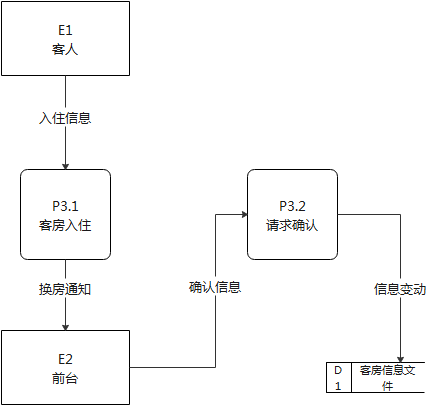 E1
客人
入住信息
P3.1
客房入住
P3.2
请求确认
换房通知
确认信息
信息变动
E2
前台
D
1
客房信息文
件